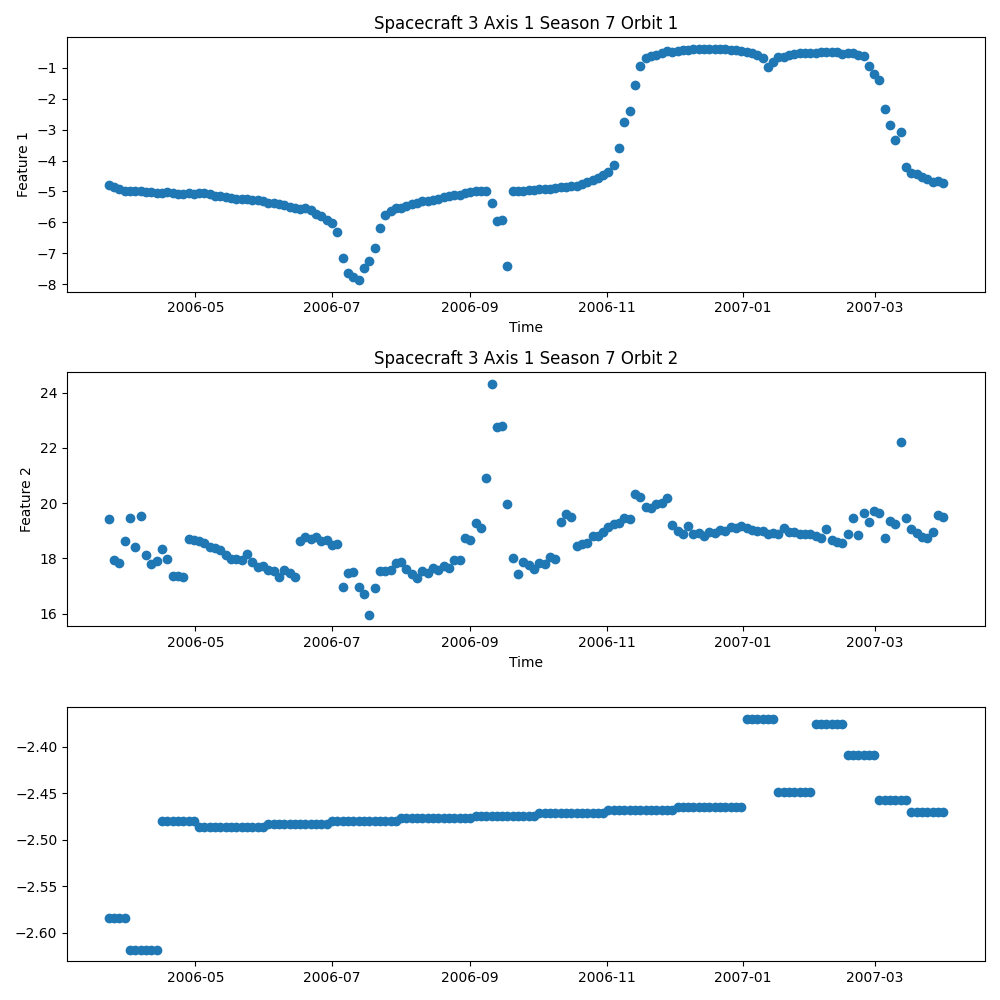 Spacecraft 3 Axis 1 Season 7 Orbit 1
Feature 1
−1
−2
−3
−4
−5
−6
−7
−8
2006-05 2006-07 2006-09 2006-11 2007-01 2007-03
Time
Spacecraft 3 Axis 1 Season 7 Orbit 2
Feature 2
24
22
20
18
16
2006-05 2006-07 2006-09 2006-11 2007-01 2007-03
Time
−2.40
−2.45
−2.50
−2.55
−2.60
2006-05 2006-07 2006-09 2006-11 2007-01 2007-03